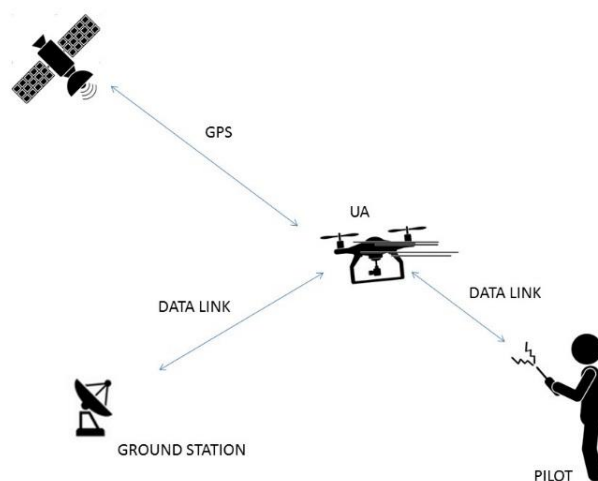 GPS
UA
DATA LINK
DATA LINK
GROUND STATION
PILOT